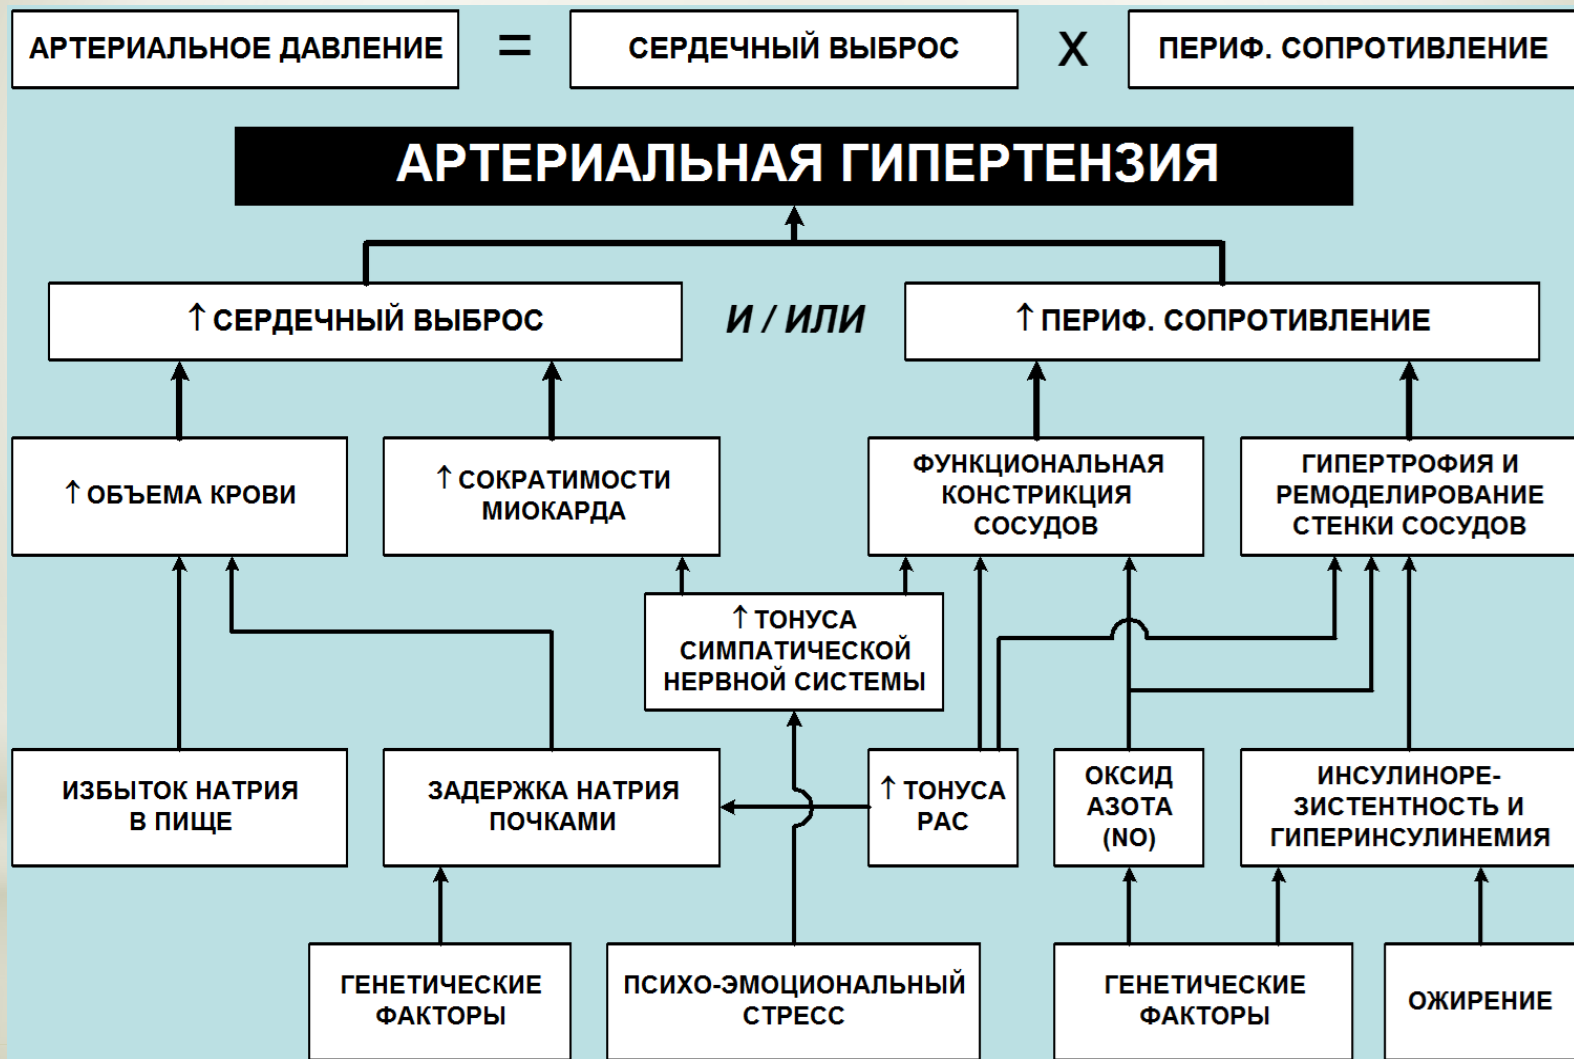 АРТЕРИАЛЬНОЕ ДАВЛЕНИЕ = СЕРДЕЧНЫЙ ВЫБРОС X ПЕРИФ. СОПРОТИВЛЕНИЕ
АРТЕРИАЛЬНАЯ ГИПЕРТЕНЗИЯ
↑ СЕРДЕЧНЫЙ ВЫБРОС
И / ИЛИ
↑ ПЕРИФ. СОПРОТИВЛЕНИЕ
↑ ОБЪЕМА КРОВИ
↑ СОКРАТИМОСТИ
МИОКАРДА
ФУНКЦИОНАЛЬНАЯ
КОНСТРИКЦИЯ
СОСУДОВ
ГИПЕРТРОФИЯ И
РЕМОДЕЛИРОВАНИЕ
СТЕНКИ СОСУДОВ
↑ ТОНУСА
СИМПАТИЧЕСКОЙ
НЕРВНОЙ СИСТЕМЫ
ИЗБЫТОК НАТРИЯ
В ПИЩЕ
ЗАДЕРЖКА НАТРИЯ
ПОЧКАМИ
↑ ТОНУСА
РАС
ОКСИД
АЗОТА
(NO)
ИНСУЛИНОРЕ-
ЗИСТЕНТНОСТЬ И
ГИПЕРИНСУЛИНЕМИЯ
ГЕНЕТИЧЕСКИЕ
ФАКТОРЫ
ПСИХО-ЭМОЦИОНАЛЬНЫЙ
СТРЕСС
ГЕНЕТИЧЕСКИЕ
ФАКТОРЫ
ОЖИРЕНИЕ